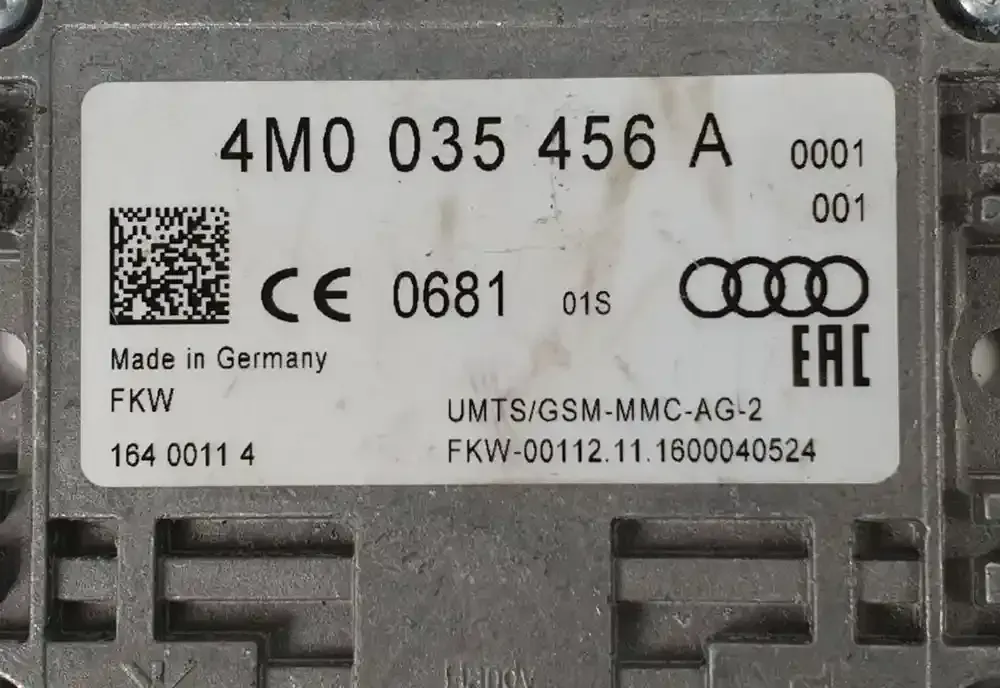 4M0 035 456 A 0001
001
CE 0681 01S
EAC
Made in Germany
FKW
UMTS/GSM-MMC-AG-2
164 0011 4
FKW-00112.11.1600040524